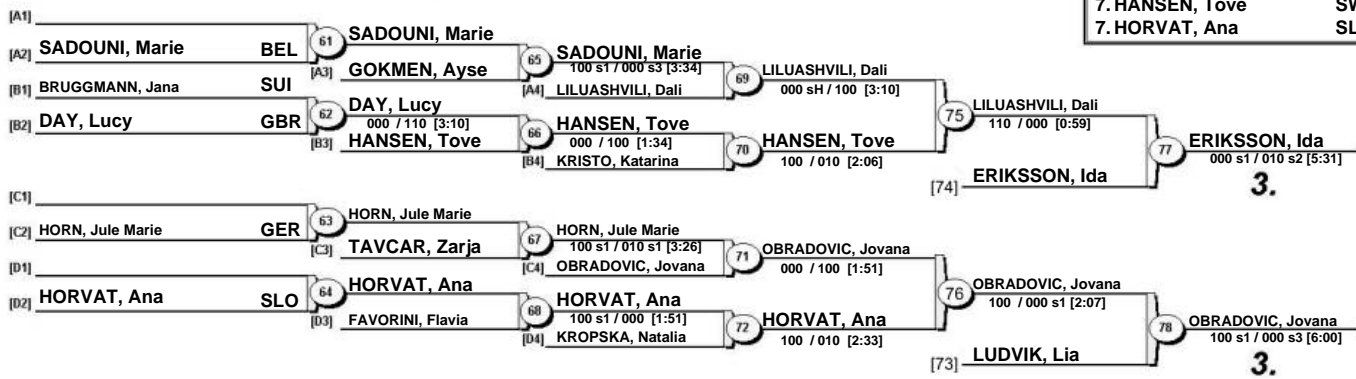 7. HANSEN, Tove
7. HORVAT, Ana
[A1]
[A2] SADOUNI, Marie BEL
61
SADOUNI, Marie
[A3] GOKMEN, Ayse
65
SADOUNI, Marie
100 s1 / 000 s3 [3:34]
[A4] LILUASHVILI, Dali
69
LILUASHVILI, Dali
000 sH / 100 [3:10]
[B1] BRUGGMANN, Jana SUI
[B2] DAY, Lucy GBR
62
DAY, Lucy
000 / 110 [3:10]
[B3] HANSEN, Tove
66
HANSEN, Tove
000 / 100 [1:34]
[B4] KRISTO, Katarina
70
HANSEN, Tove
100 / 010 [2:06]
75
LILUASHVILI, Dali
110 / 000 [0:59]
[74] ERIKSSON, Ida
77
ERIKSSON, Ida
000 s1 / 010 s2 [5:31]
3.
[C1]
[C2] HORN, Jule Marie GER
63
HORN, Jule Marie
[C3] TAVCAR, Zarja
67
HORN, Jule Marie
100 s1 / 010 s1 [3:26]
[C4] OBRADOVIC, Jovana
71
OBRADOVIC, Jovana
000 / 100 [1:51]
[D1]
[D2] HORVAT, Ana SLO
64
HORVAT, Ana
[D3] FAVORINI, Flavia
68
HORVAT, Ana
100 s1 / 000 [1:51]
[D4] KROPSKA, Natalia
72
HORVAT, Ana
100 / 010 [2:33]
76
OBRADOVIC, Jovana
100 / 000 s1 [2:07]
[73] LUDVIK, Lia
78
OBRADOVIC, Jovana
100 s1 / 000 s3 [6:00]
3.